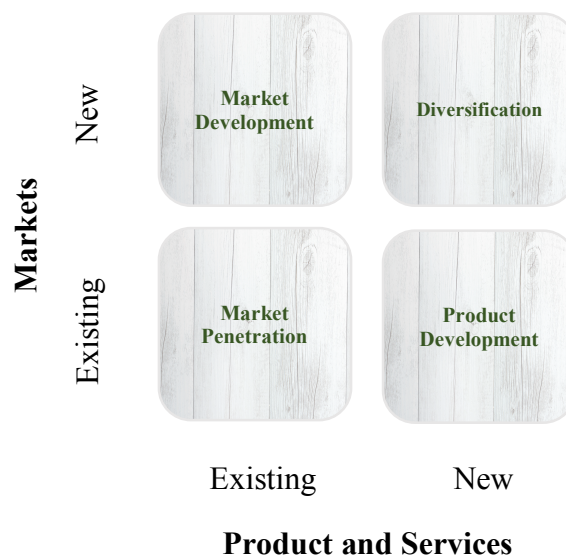 New
Market
Development
Diversification
Markets
Existing
Market
Penetration
Product
Development
Existing
New
Product and Services